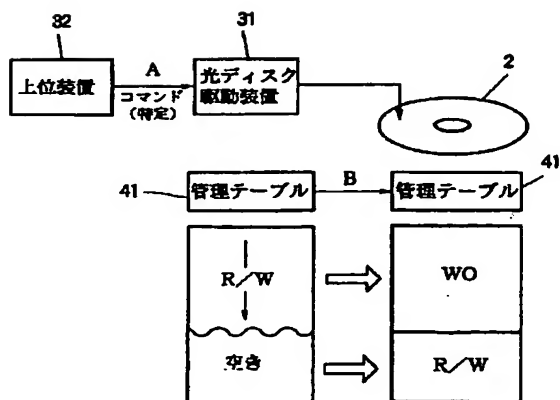 32
31
2
上位装置
A
コマンド
(特定)
光ディスク
駆動装置
41
管理テーブル
B
管理テーブル
41
R/W
空き
WO
R/W